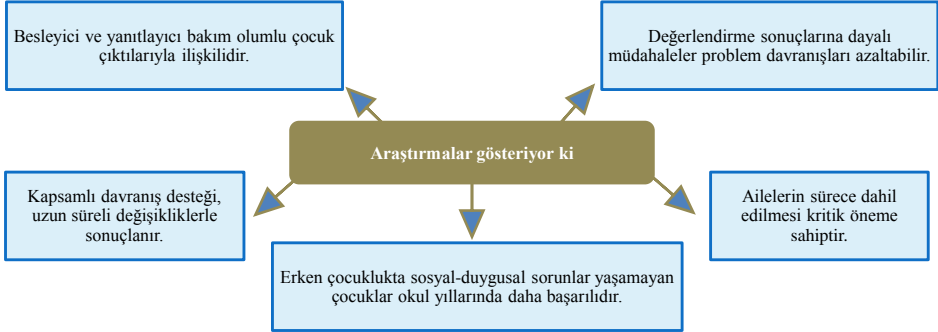 Besleyici ve yanıtlayıcı bakım olumlu çocuk
çıktılarıyla ilişkilidir.
Değerlendirme sonuçlarına dayalı
müdahaleler problem davranışları azaltabilir.
Araştırmalar gösteriyor ki
Kapsamlı davranış desteği,
uzun süreli değişikliklerle
sonuçlanır.
Ailelerin sürece dahil
edilmesi kritik öneme
sahiptir.
Erken çocuklukta sosyal-duygusal sorunlar yaşamayan
çocuklar okul yıllarında daha başarılıdır.